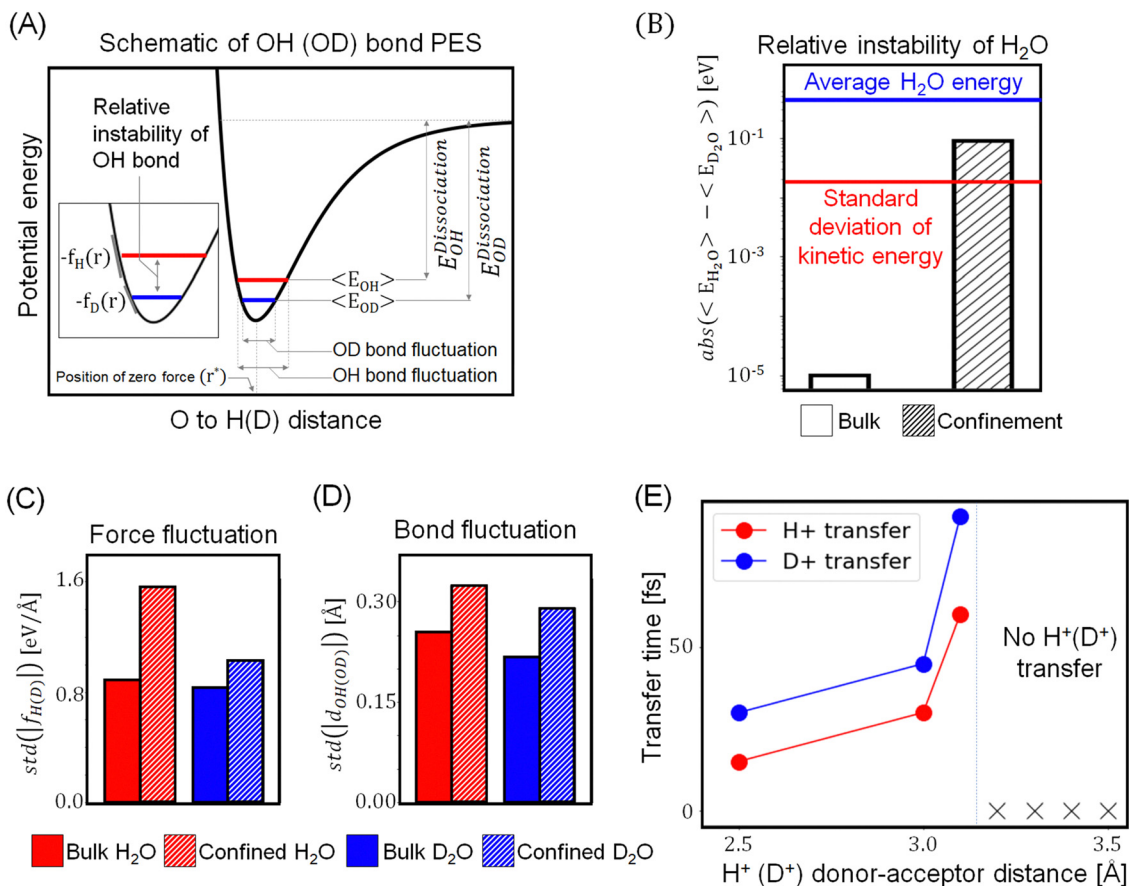 (A)
Schematic of OH (OD) bond PES
Potential energy
Relative
instability of
OH bond
-f_H(r)
-f_D(r)
E_OH^Dissociation
E_OD^Dissociation
<E_OH>
<E_OD>
OD bond fluctuation
OH bond fluctuation
Position of zero force (r*)
O to H(D) distance
(B)
Relative instability of H₂O
abs(< E_H₂O > − < E_D₂O >) [eV]
Average H₂O energy
10⁻¹
Standard
deviation of
kinetic energy
10⁻³
10⁻⁵
Bulk
Confinement
(C)
Force fluctuation
std(|f_H(D)|) [eV/Å]
1.6
0.8
0.0
(D)
Bond fluctuation
std(|d_OH(OD)|) [Å]
0.30
0.15
0.00
Bulk H₂O
Confined H₂O
Bulk D₂O
Confined D₂O
(E)
H+ transfer
D+ transfer
Transfer time [fs]
50
0
No H⁺(D⁺)
transfer
2.5
3.0
3.5
H⁺ (D⁺) donor-acceptor distance [Å]